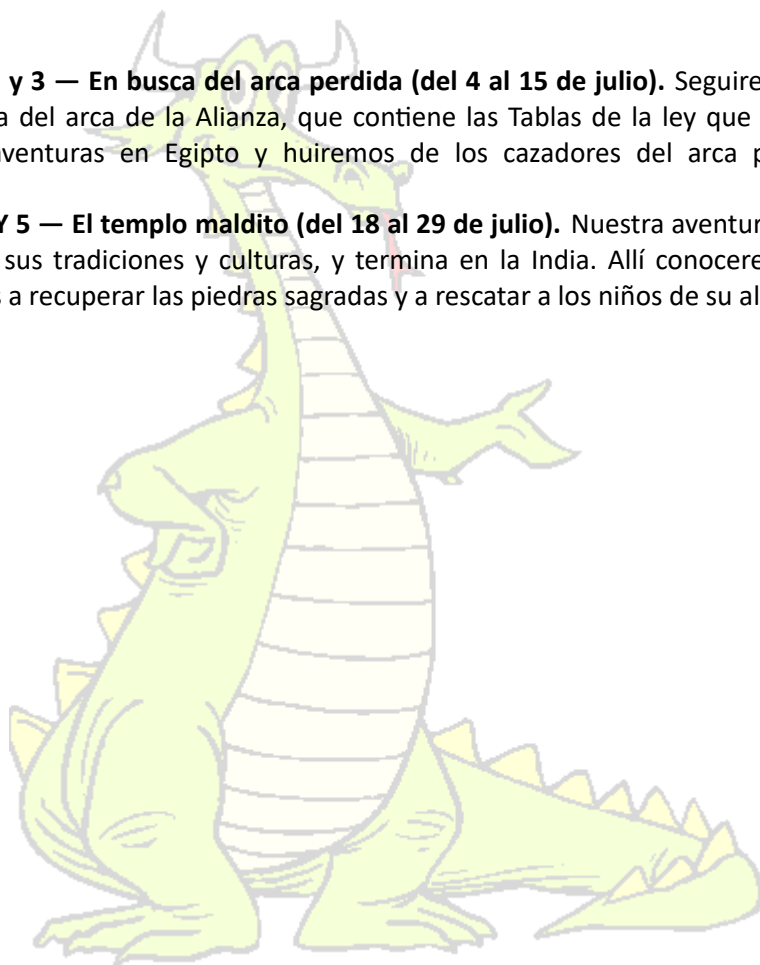 y 3 — En busca del arca perdida (del 4 al 15 de julio). Seguire
a del arca de la Alianza, que contiene las Tablas de la ley que
aventuras en Egipto y huiremos de los cazadores del arca p
Y 5 — El templo maldito (del 18 al 29 de julio). Nuestra aventur
sus tradiciones y culturas, y termina en la India. Allí conocere
s a recuperar las piedras sagradas y a rescatar a los niños de su al